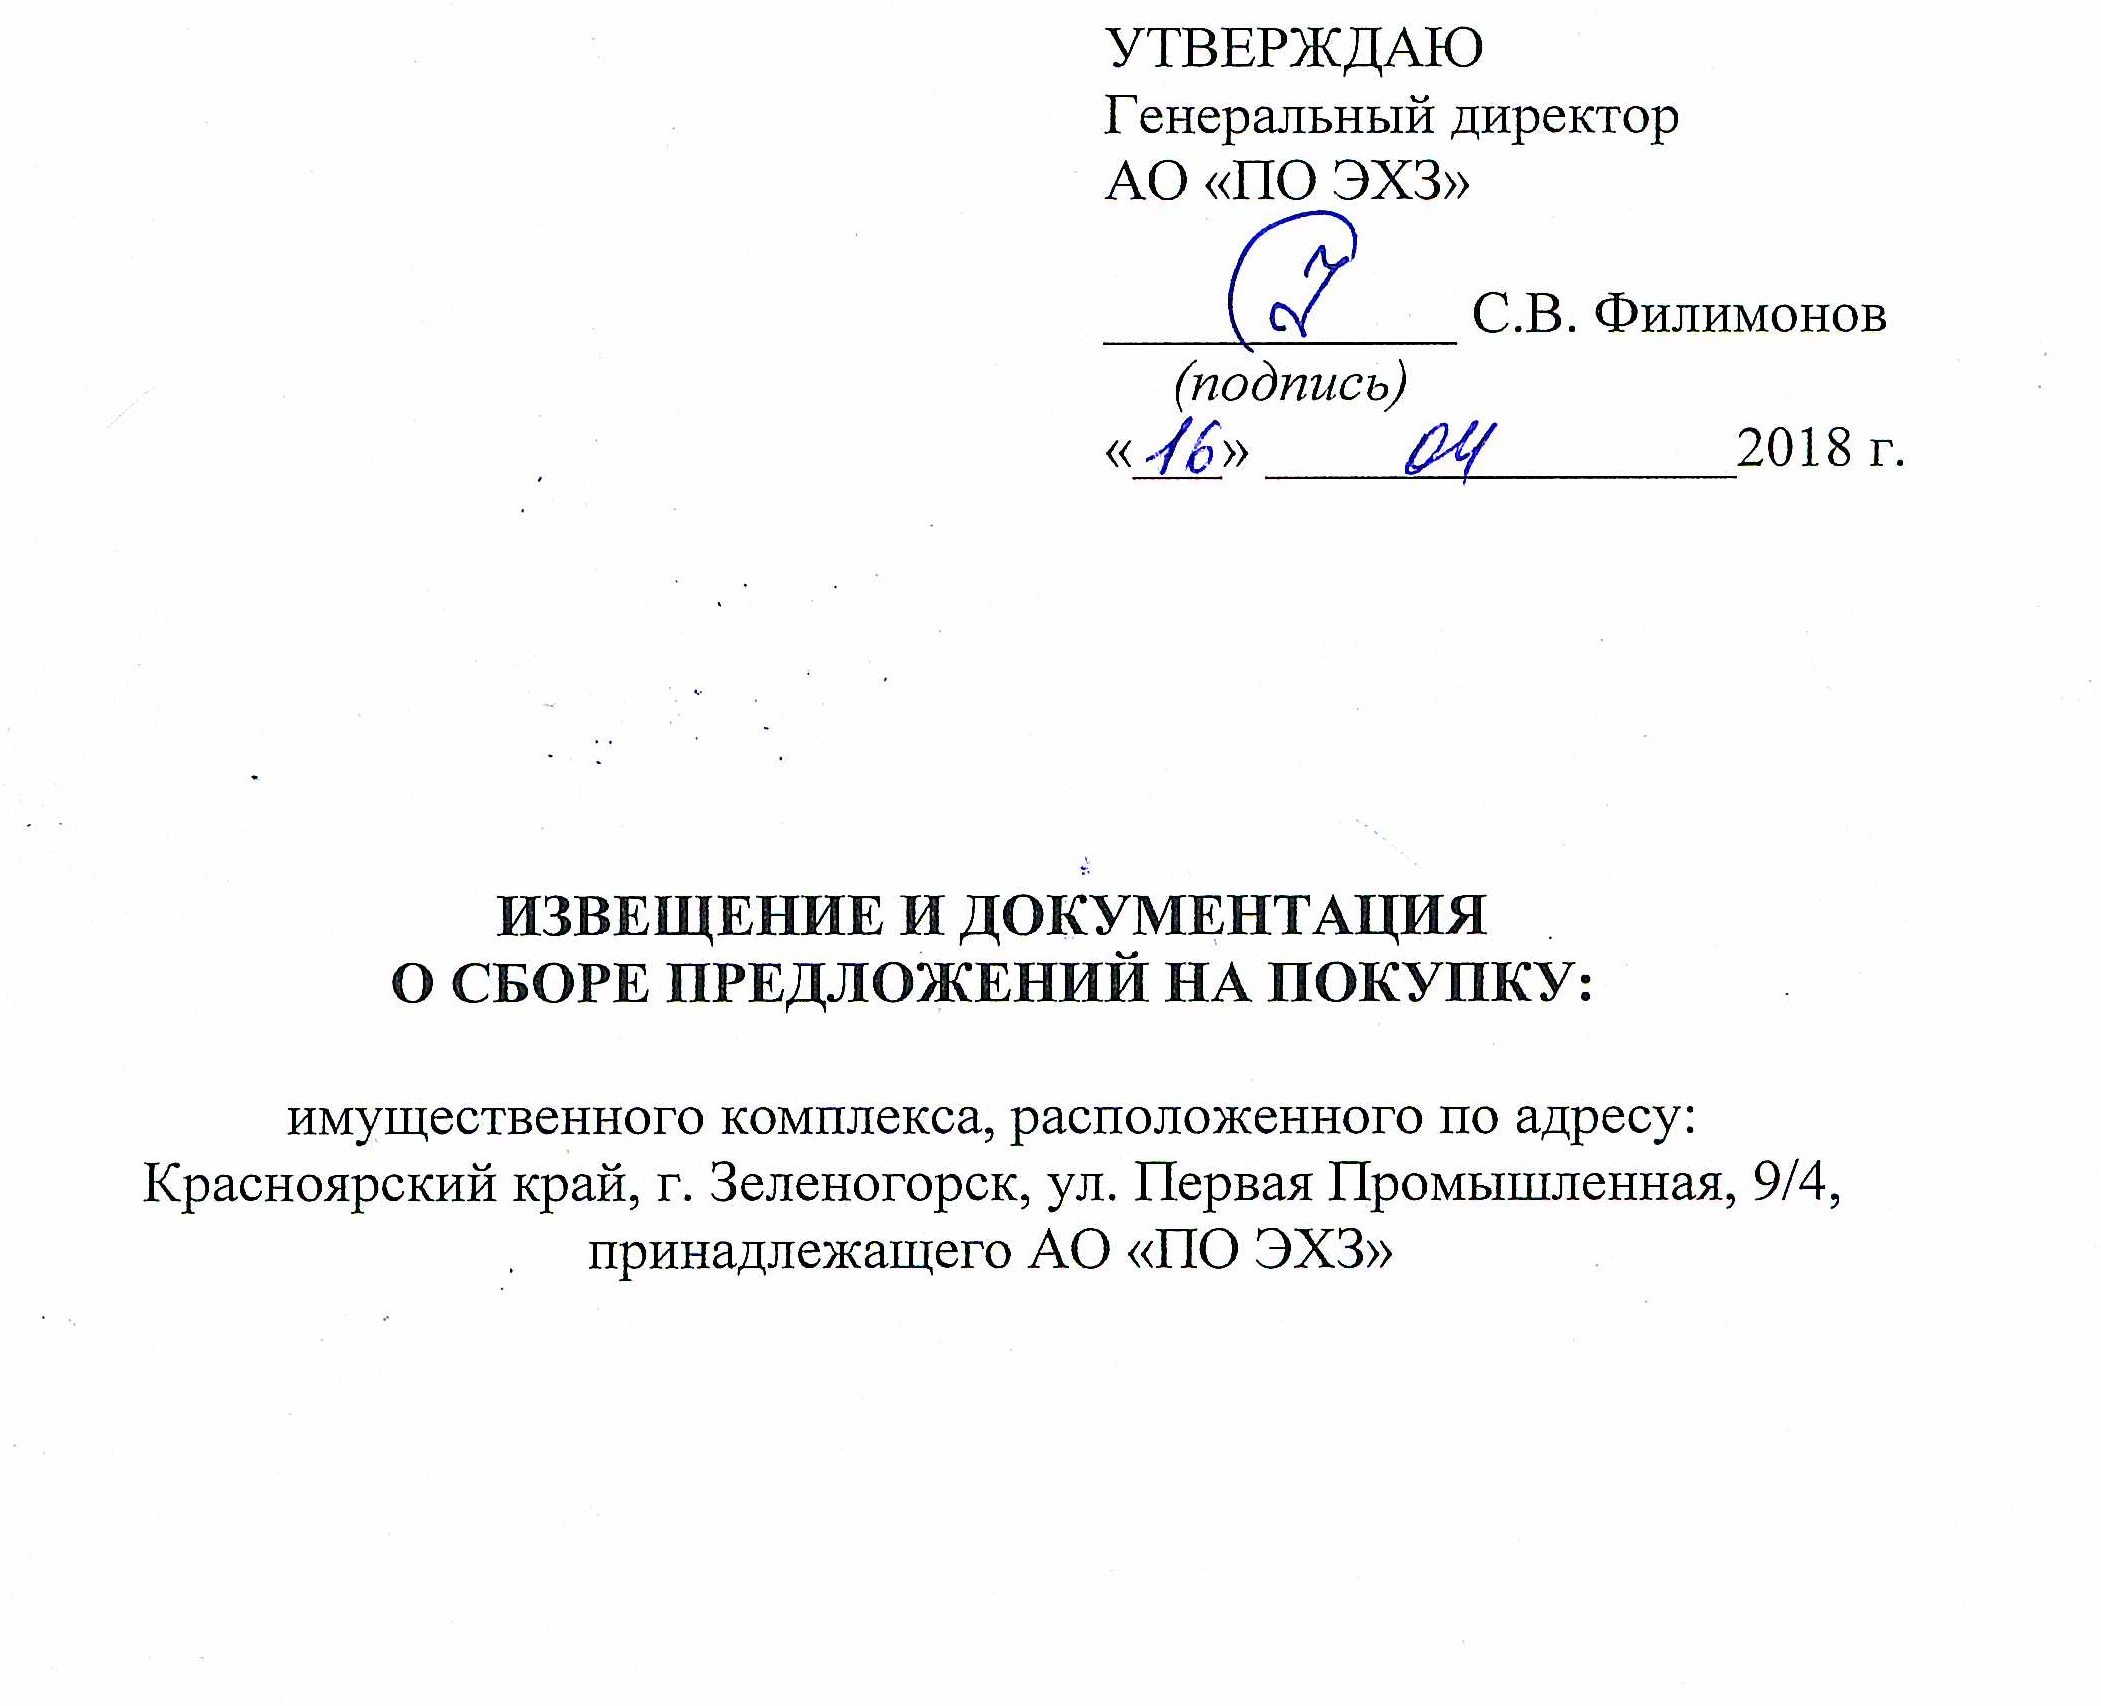 УТВЕРЖДАЮ
Генеральный директор
АО «ПО ЭХЗ»
С.В. Филимонов
(подпись)
«16» 04 2018 г.
ИЗВЕЩЕНИЕ И ДОКУМЕНТАЦИЯ
О СБОРЕ ПРЕДЛОЖЕНИЙ НА ПОКУПКУ:
имущественного комплекса, расположенного по адресу:
Красноярский край, г. Зеленогорск, ул. Первая Промышленная, 9/4,
принадлежащего АО «ПО ЭХЗ»